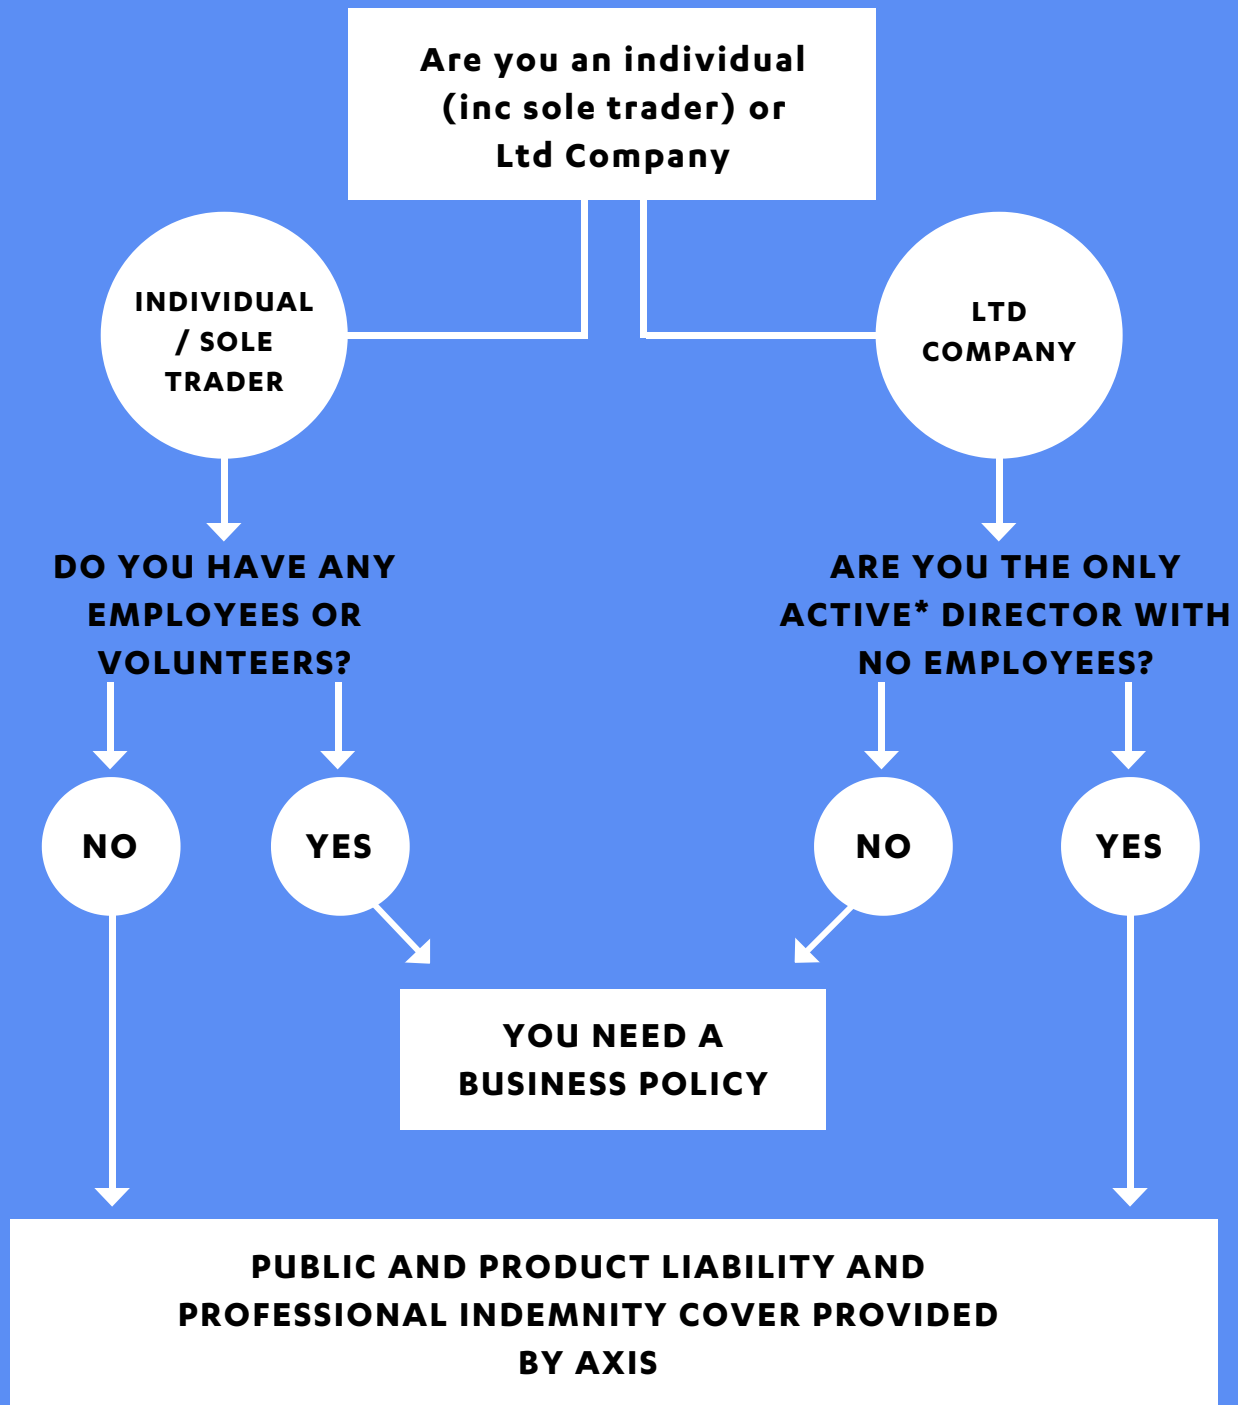 Are you an individual
(inc sole trader) or
Ltd Company
INDIVIDUAL
/ SOLE
TRADER
LTD
COMPANY
DO YOU HAVE ANY
EMPLOYEES OR
VOLUNTEERS?
ARE YOU THE ONLY
ACTIVE* DIRECTOR WITH
NO EMPLOYEES?
NO
YES
NO
YES
YOU NEED A
BUSINESS POLICY
PUBLIC AND PRODUCT LIABILITY AND
PROFESSIONAL INDEMNITY COVER PROVIDED
BY AXIS